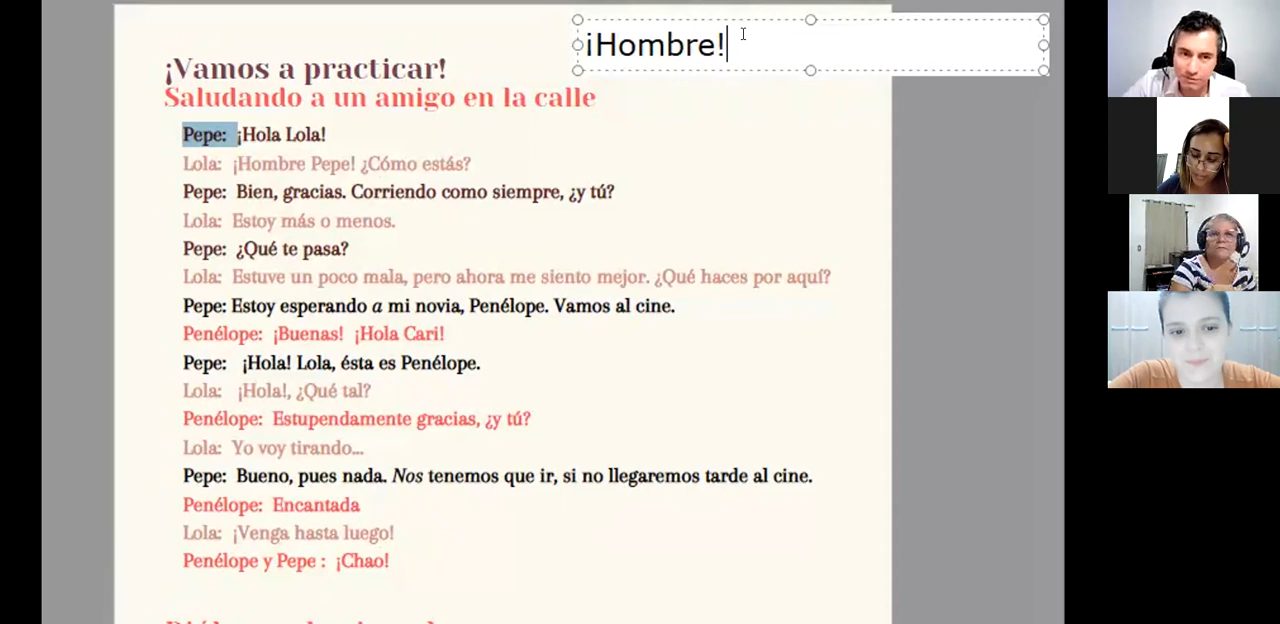 ¡Hombre!
¡Vamos a practicar!
Saludando a un amigo en la calle
Pepe: ¡Hola Lola!
Lola: ¡Hombre Pepe! ¿Cómo estás?
Pepe: Bien, gracias. Corriendo como siempre, ¿y tú?
Lola: Estoy más o menos.
Pepe: ¿Qué te pasa?
Lola: Estuve un poco mala, pero ahora me siento mejor. ¿Qué haces por aquí?
Pepe: Estoy esperando a mi novia, Penélope. Vamos al cine.
Penélope: ¡Buenas! ¡Hola Cari!
Pepe: ¡Hola! Lola, ésta es Penélope.
Lola: ¡Hola!, ¿Qué tal?
Penélope: Estupendamente gracias, ¿y tú?
Lola: Yo voy tirando...
Pepe: Bueno, pues nada. Nos tenemos que ir, si no llegaremos tarde al cine.
Penélope: Encantada
Lola: ¡Venga hasta luego!
Penélope y Pepe : ¡Chao!